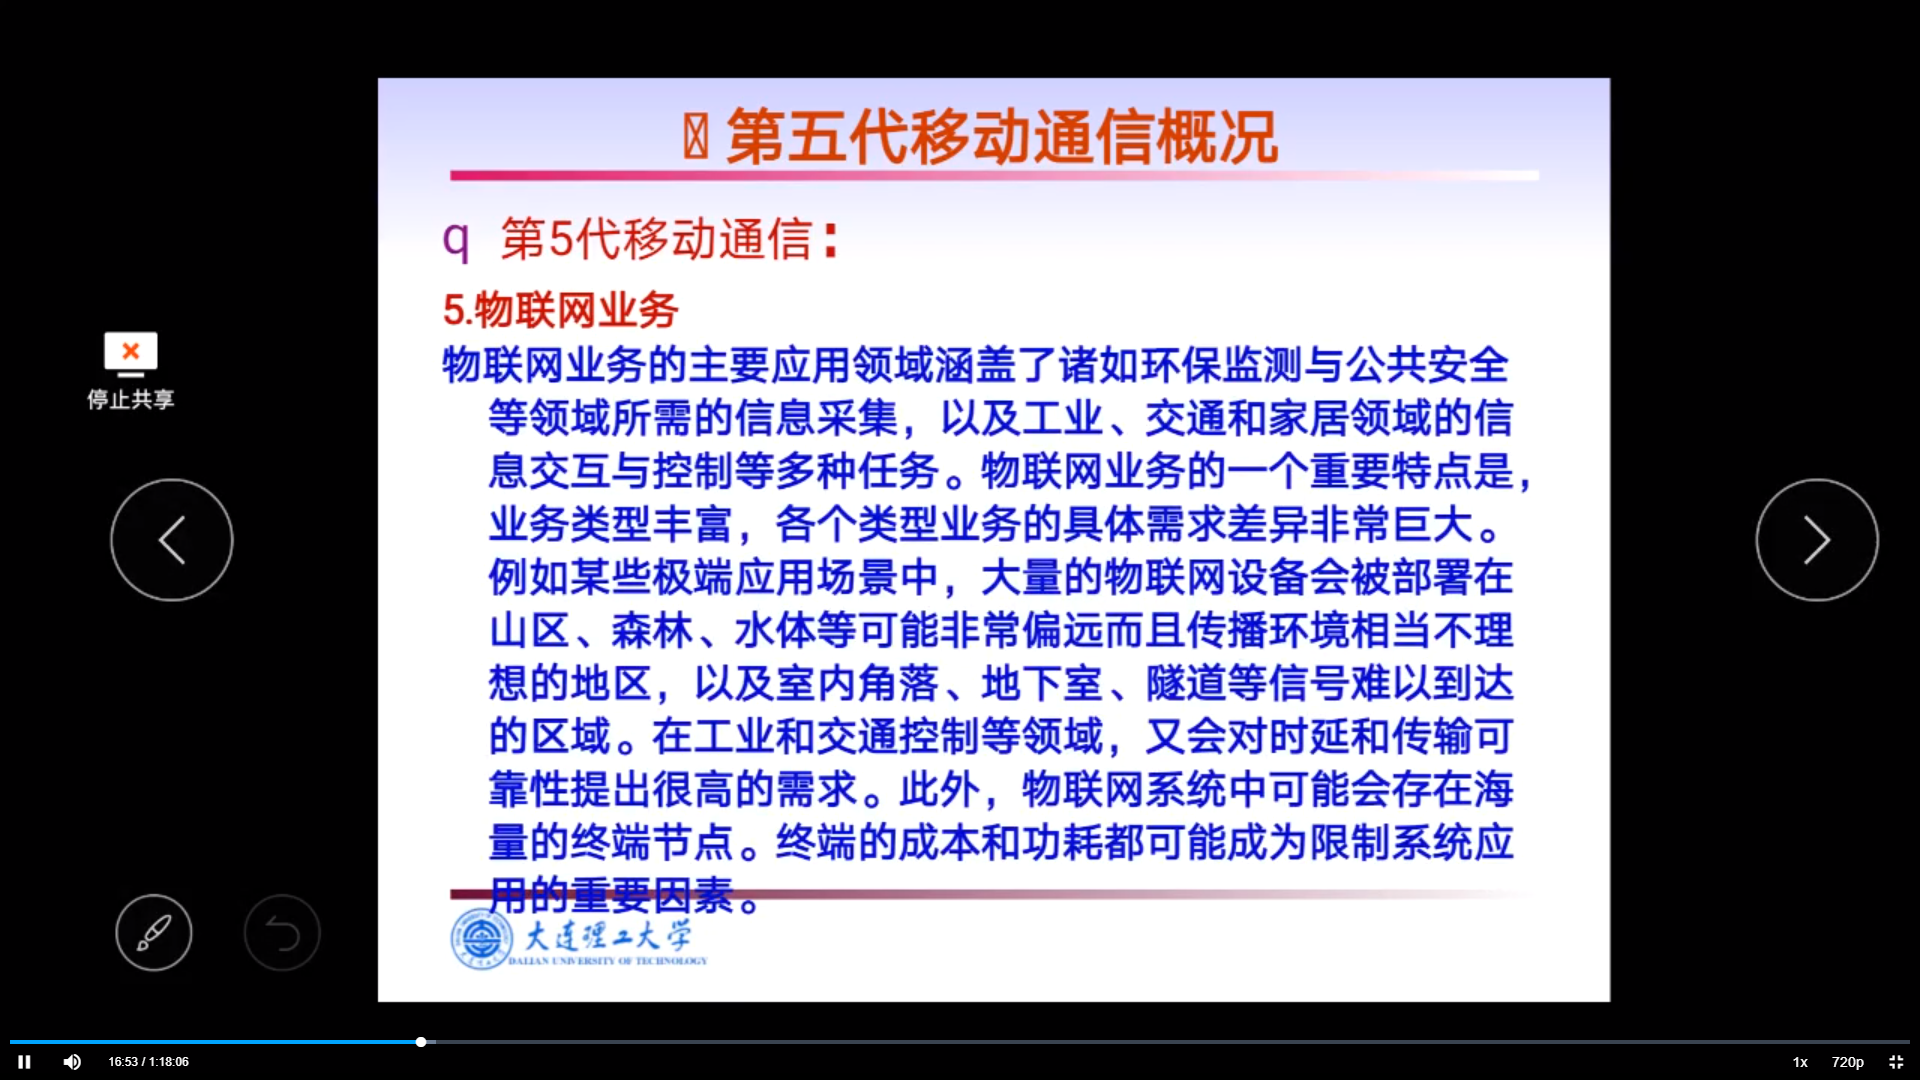 第五代移动通信概况
q 第5代移动通信：
5.物联网业务
物联网业务的主要应用领域涵盖了诸如环保监测与公共安全
等领域所需的信息采集，以及工业、交通和家居领域的信
息交互与控制等多种任务。物联网业务的一个重要特点是，
业务类型丰富，各个类型业务的具体需求差异非常巨大。
例如某些极端应用场景中，大量的物联网设备会被部署在
山区、森林、水体等可能非常偏远而且传播环境相当不理
想的地区，以及室内角落、地下室、隧道等信号难以到达
的区域。在工业和交通控制等领域，又会对时延和传输可
靠性提出很高的需求。此外，物联网系统中可能会存在海
量的终端节点。终端的成本和功耗都可能成为限制系统应
用的重要因素。
大连理工大学
DALIAN UNIVERSITY OF TECHNOLOGY
停止共享
16:53 / 1:18:06
1x
720p